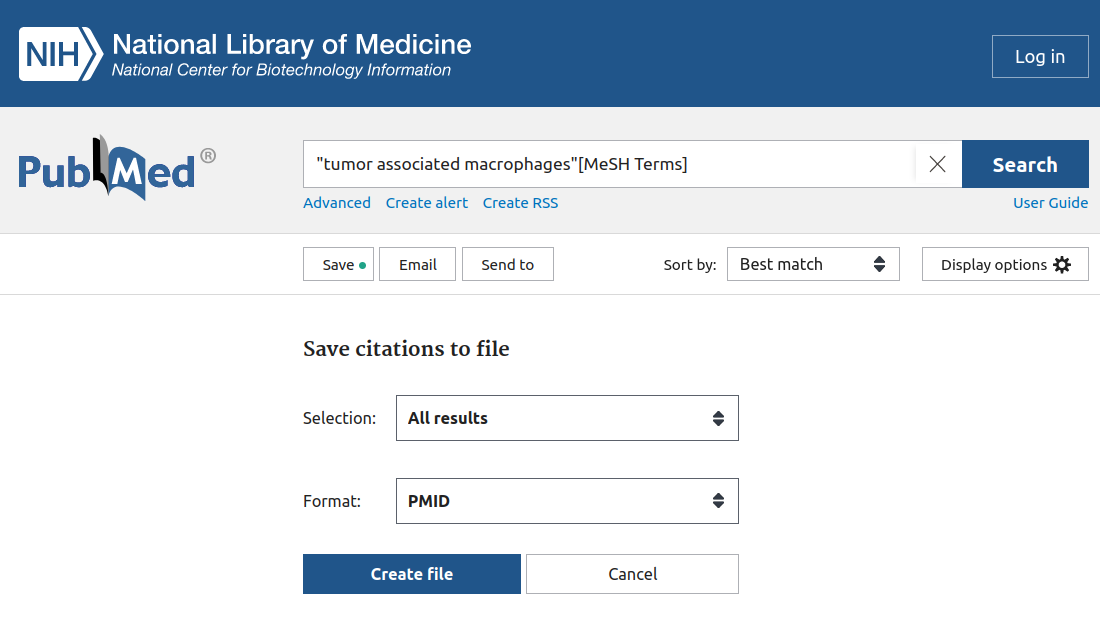 NIH National Library of Medicine
National Center for Biotechnology Information
Log in
PubMed®
"tumor associated macrophages"[MeSH Terms]
Search
Advanced Create alert Create RSS User Guide
Save Email Send to Sort by: Best match Display options
Save citations to file
Selection: All results
Format: PMID
Create file Cancel